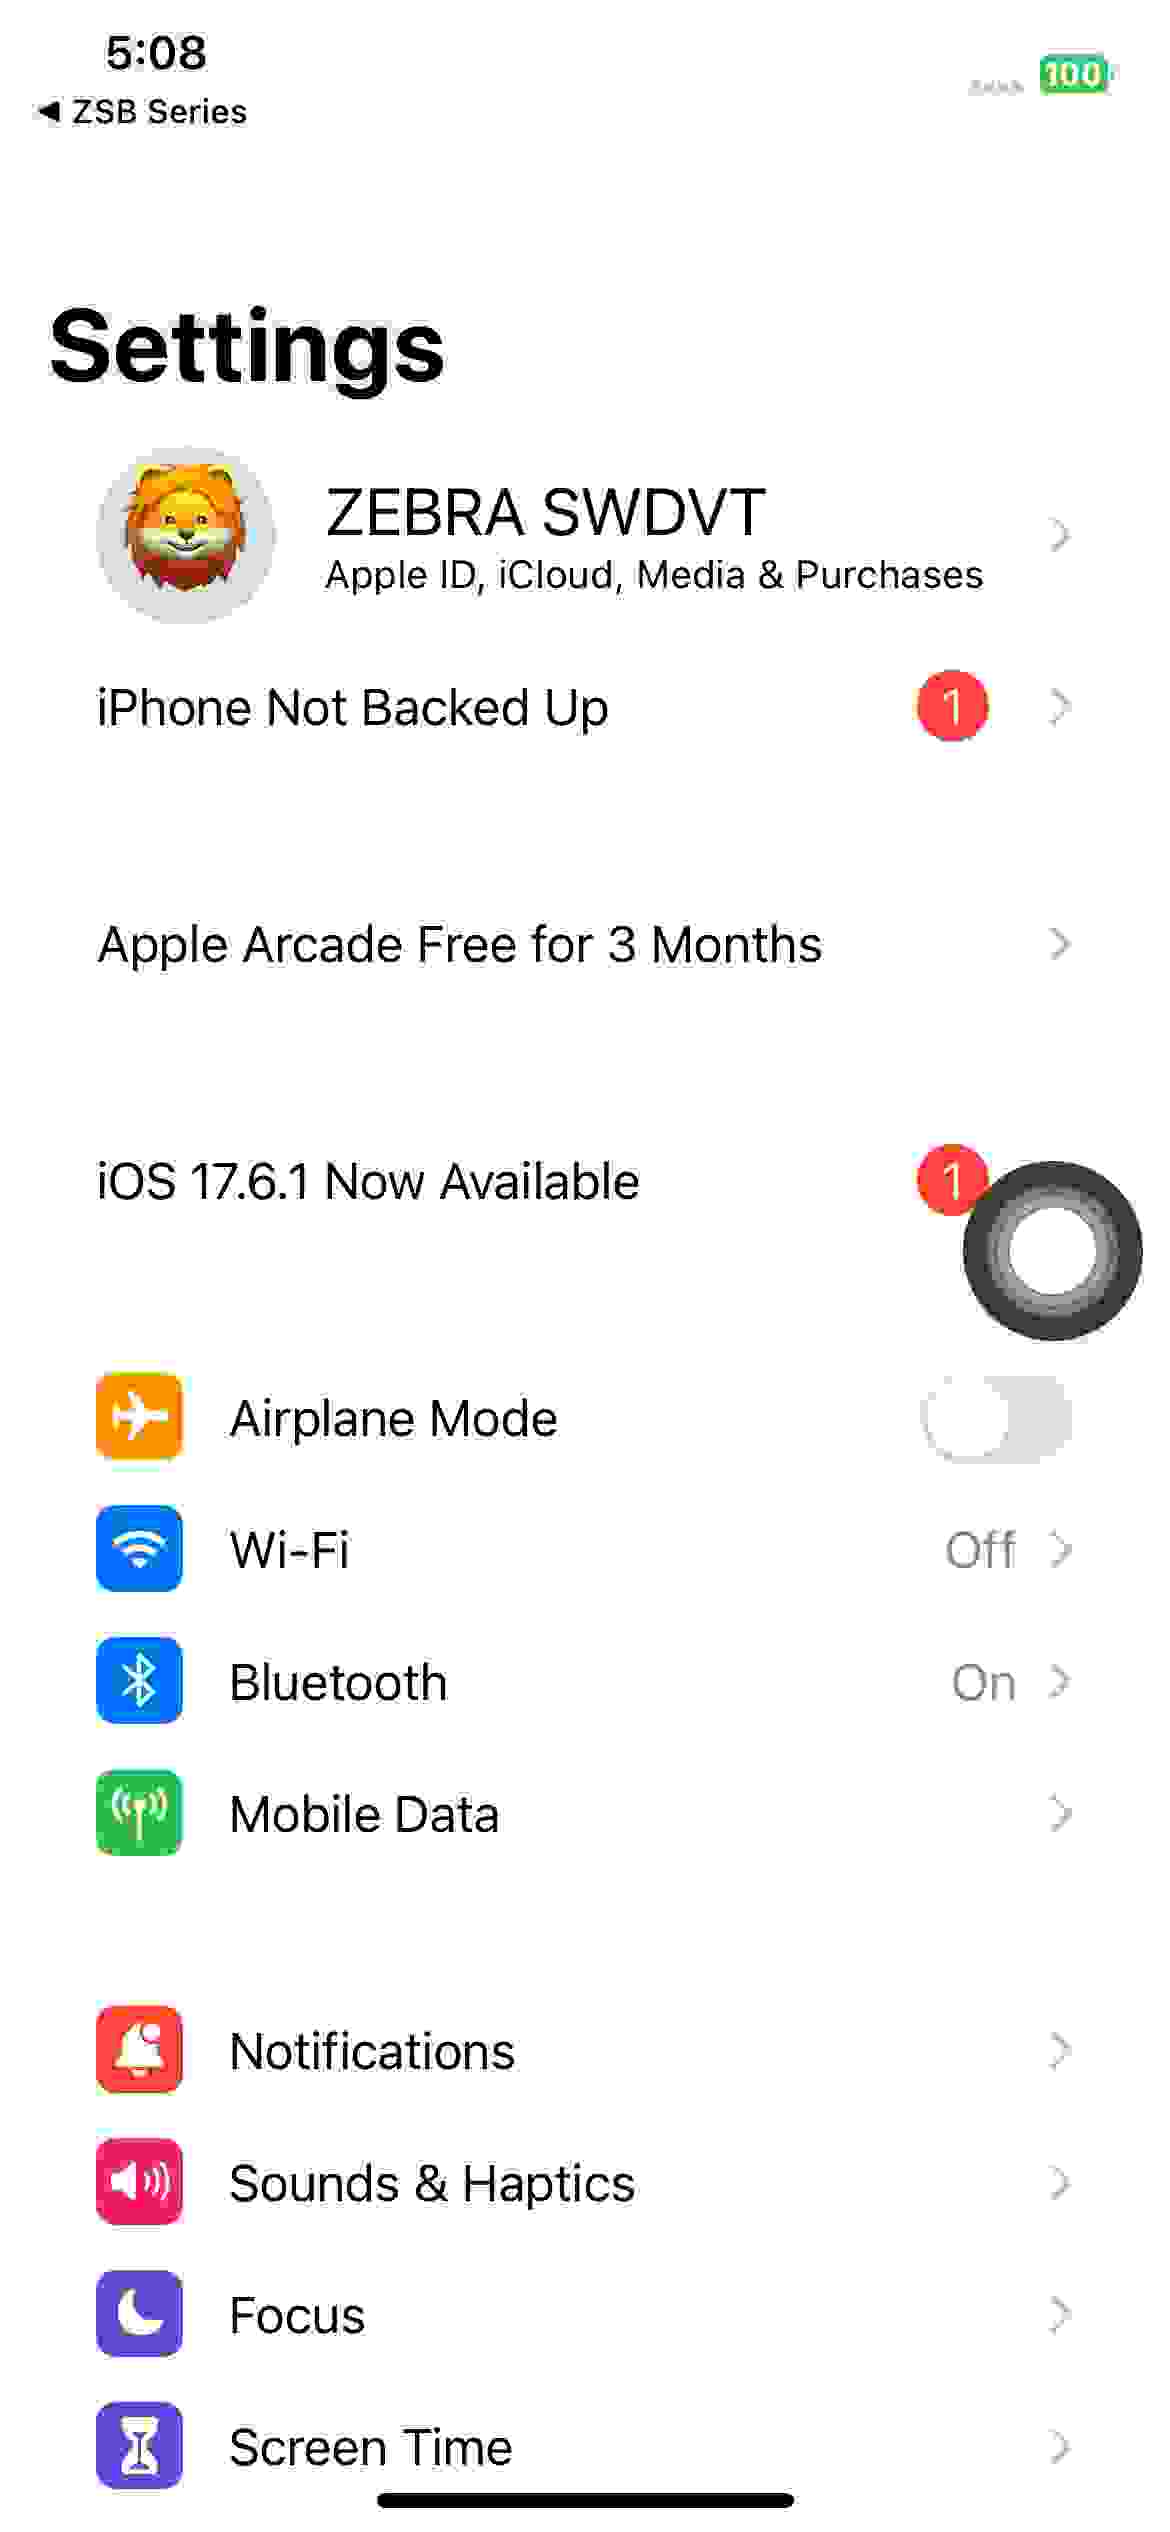 5:08
◀ ZSB Series
100
Settings
ZEBRA SWDVT
Apple ID, iCloud, Media & Purchases
iPhone Not Backed Up
1
Apple Arcade Free for 3 Months
iOS 17.6.1 Now Available
1
Airplane Mode
Wi-Fi
Off
Bluetooth
On
Mobile Data
Notifications
Sounds & Haptics
Focus
Screen Time